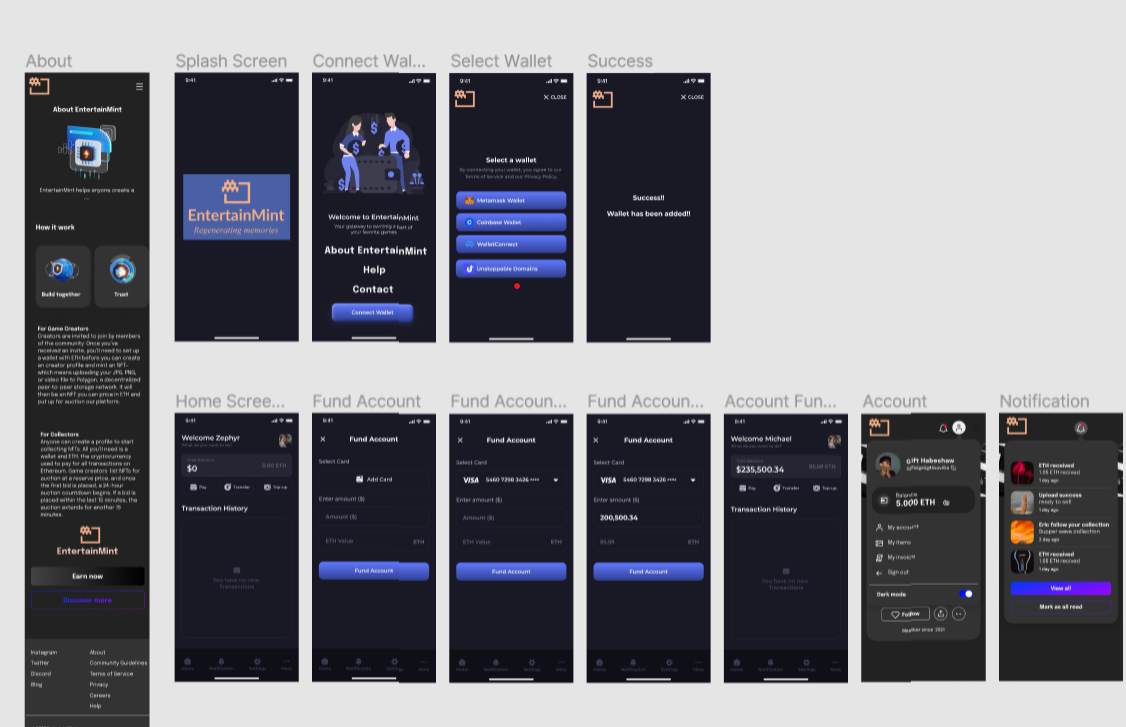 About
About EntertainMint
EntertainMint helps anyone create a
...
How it work
Build together
Trust
For Game Creators
Creators are invited to join by members
of the community. Once you've
received an invite, you'll need to set up
a wallet with ETH before you can create
an creator profile and mint an NFT-
which means uploading your JPG, PNG,
or video file to Polygon, a decentralized
peer-to-peer storage network. It will
then be an NFT you can price in ETH and
put up for auction our platform.
For Collectors
Anyone can create a profile to start
collecting NFTs. All you'll need is a
wallet and ETH, the cryptocurrency
used to pay for all transactions on
Ethereum. Game creators list NFTs for
auction at a reserve price, and once
the first bid is placed, a 24-hour
auction countdown begins. If a bid is
placed within the last 15 minutes, the
auction extends for another 15
minutes.
EntertainMint
Earn now
Discover more
Instagram
Twitter
Discord
Blog
About
Community Guidelines
Terms of Service
Privacy
Careers
Help
Splash Screen
9:41
EntertainMint
Regenerating memories
Connect Wal...
9:41
Welcome to EntertainMint
Your gateway to owning a part of
your favorite games
About EntertainMint
Help
Contact
Connect Wallet
Select Wallet
9:41
CLOSE
Select a wallet
By connecting your wallet, you agree to our
Terms of Service and our Privacy Policy.
Metamask Wallet
Coinbase Wallet
WalletConnect
Unstoppable Domains
Success
9:41
CLOSE
Success!!
Wallet has been added!!
Home Scree...
9:41
Welcome Zephyr
What do you want to do?
Total Balance
$0
0.00 ETH
Pay
Transfer
Top-up
Transaction History
You have no new
Transactions
Home
Notification
Settings
More
Fund Account
9:41
Fund Account
Select Card
Add Card
Enter amount ($)
Amount ($)
ETH Value
ETH
Fund Account
Home
Notification
Settings
More
Fund Accoun...
9:41
Fund Account
Select Card
VISA 5460 7298 3426 ****
Enter amount ($)
Amount ($)
ETH Value
ETH
Fund Account
Home
Notification
Settings
More
Fund Accoun...
9:41
Fund Account
Select Card
VISA 5460 7298 3426 ****
Enter amount ($)
200,500.34
85.59
ETH
Fund Account
Home
Notification
Settings
More
Account Fun...
9:41
Welcome Michael
What do you want to do?
Total Balance
$235,500.34
85.59 ETH
Pay
Transfer
Top-up
Transaction History
You have no new
Transactions
Home
Notification
Settings
More
Account
gift Habeshaw
Balance
5.000 ETH
My account
My items
My invoice
Sign out
Dark mode
Follow
Member since 2021
Notification
ETH received
1.05 ETH received
1 day ago
Upload success
ready to sell
1 day ago
Eric follow your collection
Dupper wave collection
2 day ago
ETH received
1.05 ETH received
1 day ago
View all
Mark as all read